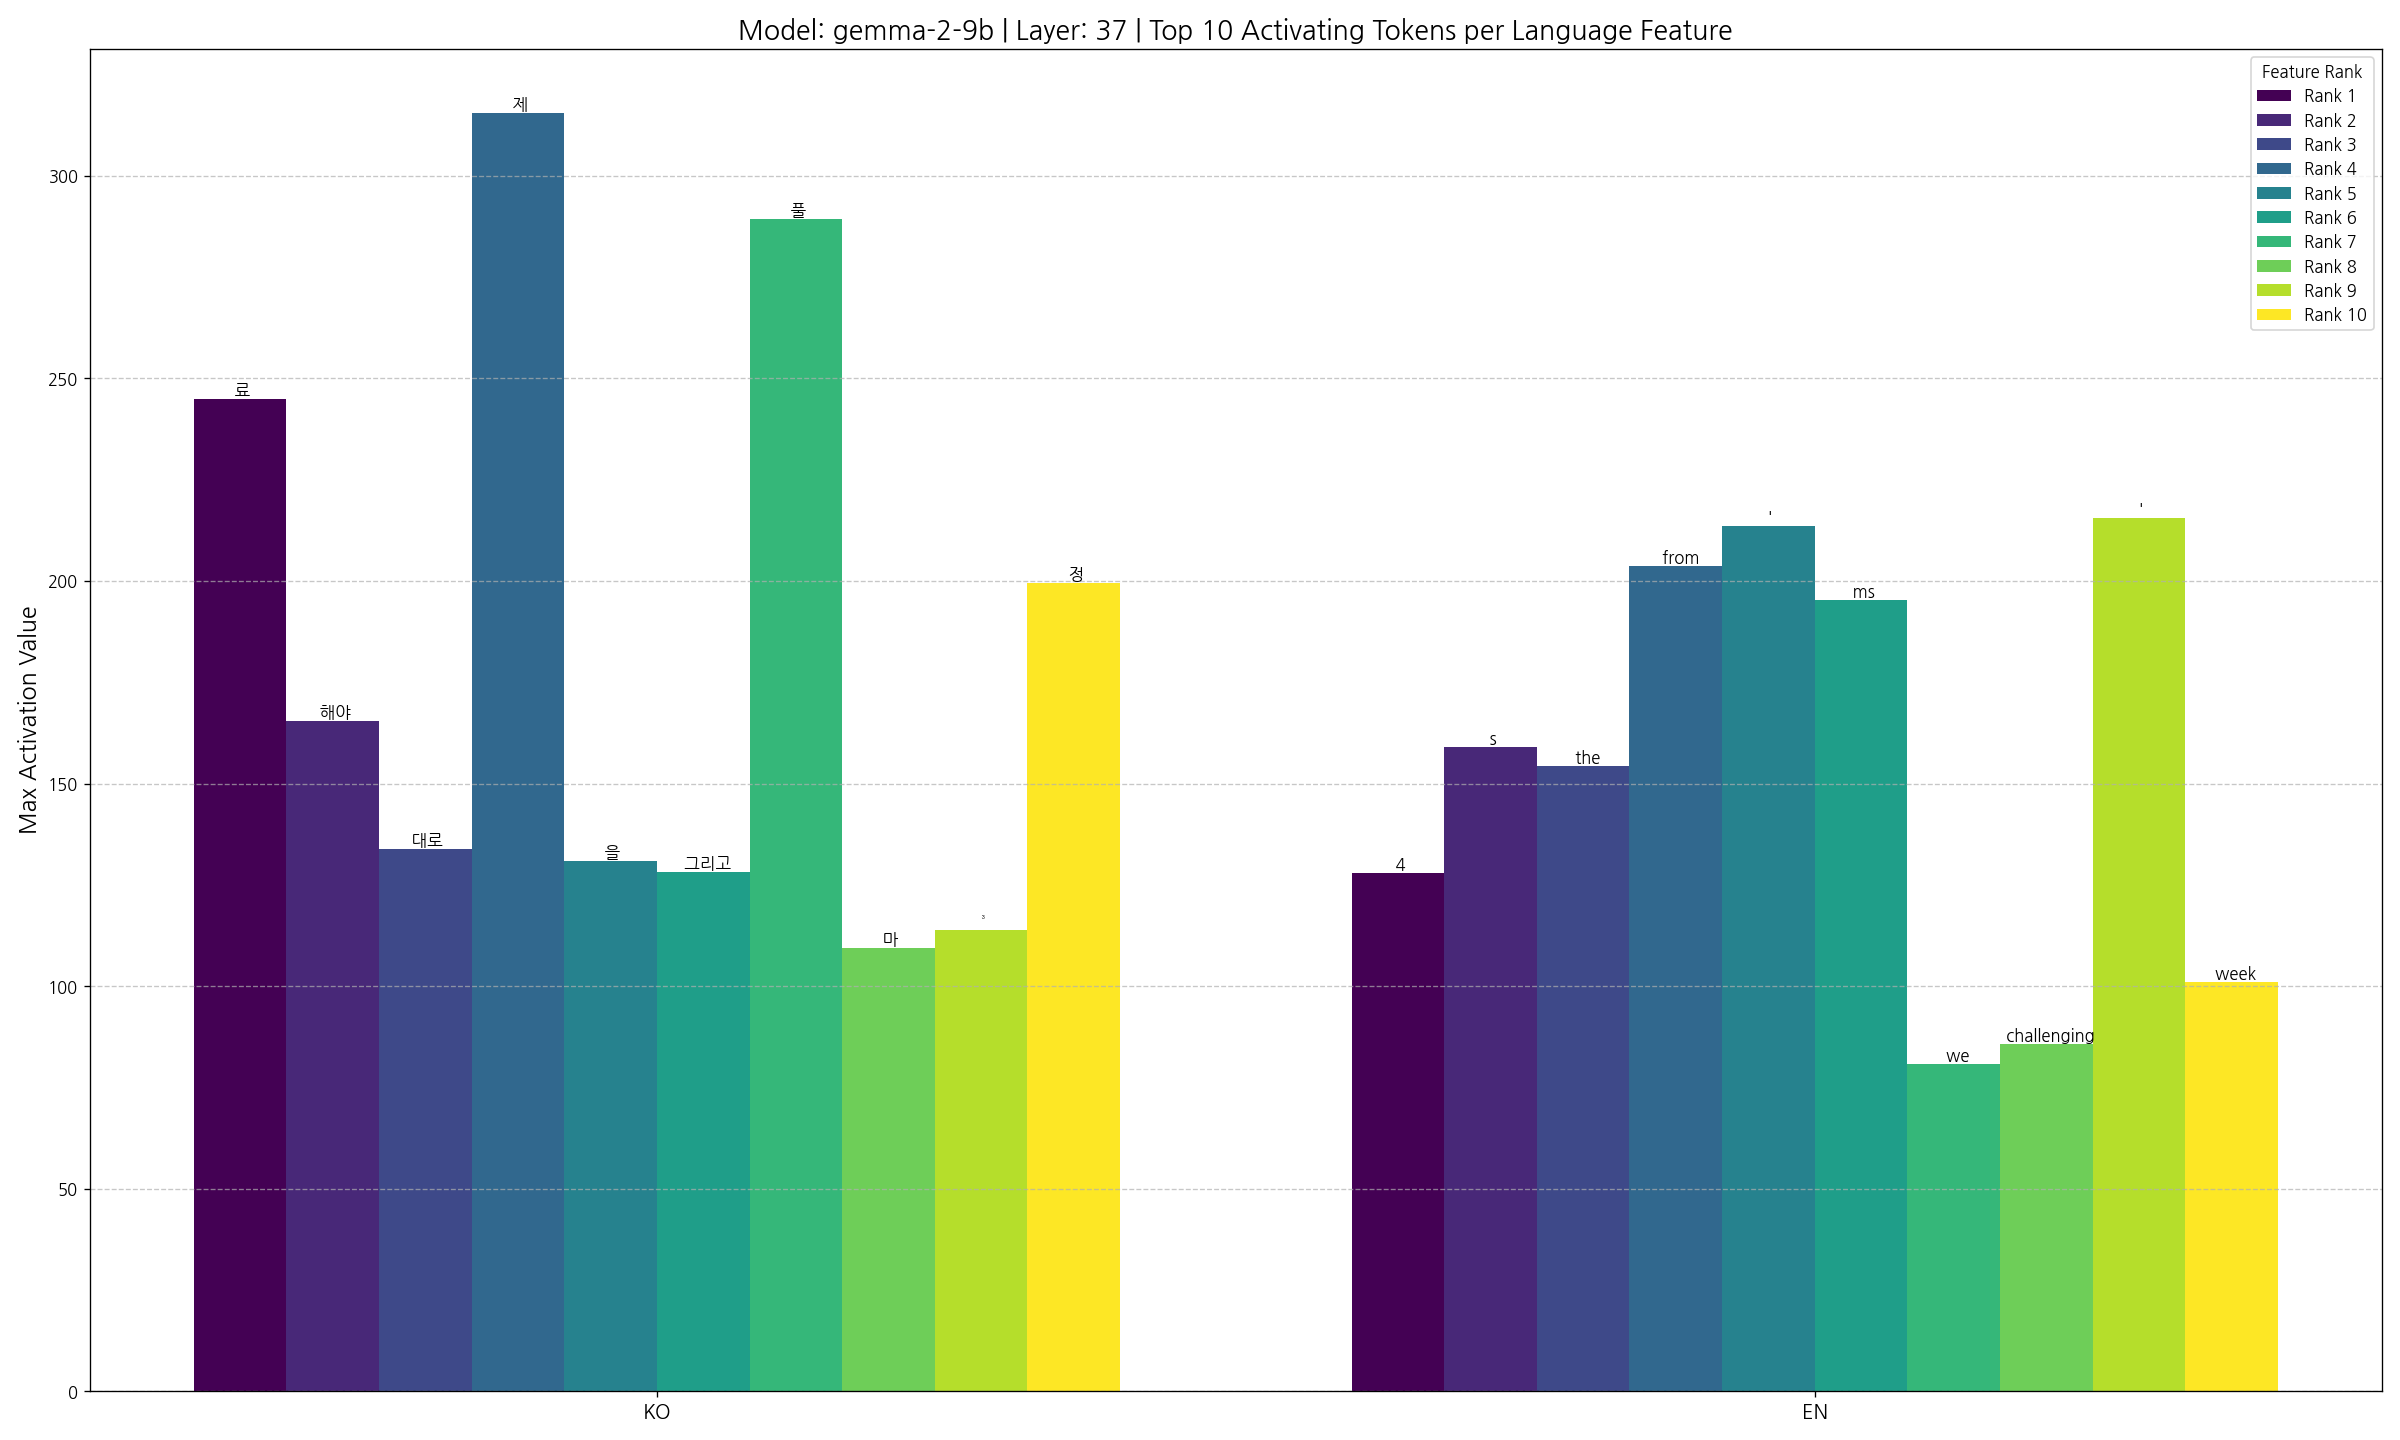 Model: gemma-2-9b | Layer: 37 | Top 10 Activating Tokens per Language Feature
Max Activation Value
300
250
200
150
100
50
0
료
해야
대로
제
을
그리고
풀
마
정
4
s
the
from
'
ms
we
challenging
'
week
KO
EN
Feature Rank
Rank 1
Rank 2
Rank 3
Rank 4
Rank 5
Rank 6
Rank 7
Rank 8
Rank 9
Rank 10